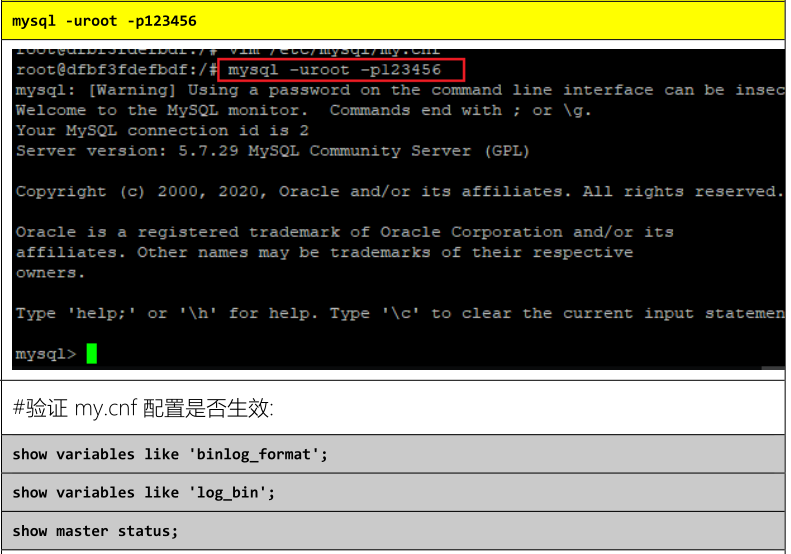 mysql -uroot -p123456
root@dfbf3fdefbdf:/# vim /etc/mysql/my.cnf
root@dfbf3fdefbdf:/# mysql -uroot -p123456
mysql: [Warning] Using a password on the command line interface can be insec
Welcome to the MySQL monitor.  Commands end with ; or \g.
Your MySQL connection id is 2
Server version: 5.7.29 MySQL Community Server (GPL)
Copyright (c) 2000, 2020, Oracle and/or its affiliates. All rights reserved.
Oracle is a registered trademark of Oracle Corporation and/or its
affiliates. Other names may be trademarks of their respective
owners.
Type 'help;' or '\h' for help. Type '\c' to clear the current input statemen
mysql>
#验证 my.cnf 配置是否生效:
show variables like 'binlog_format';
show variables like 'log_bin';
show master status;